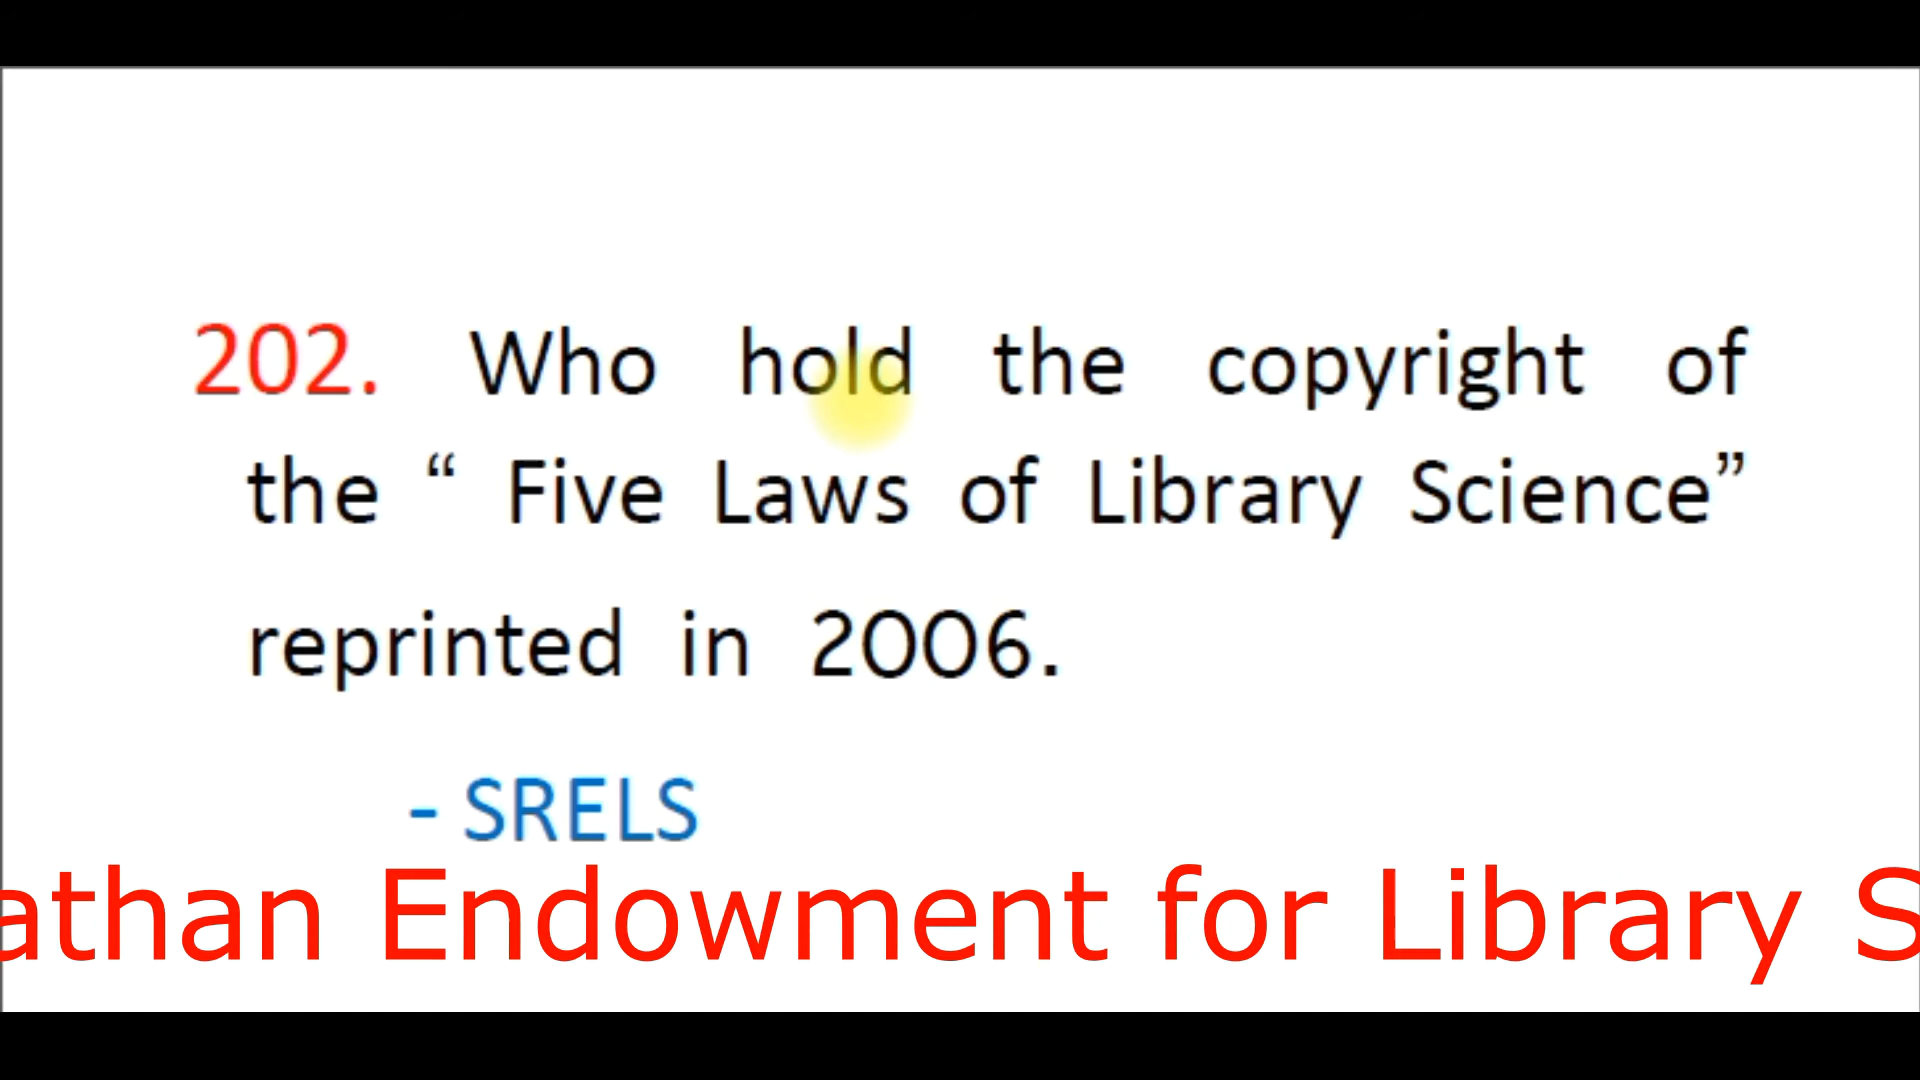 202. Who hold the copyright of
the “ Five Laws of Library Science”
reprinted in 2006.
- SRELS
athan Endowment for Library S